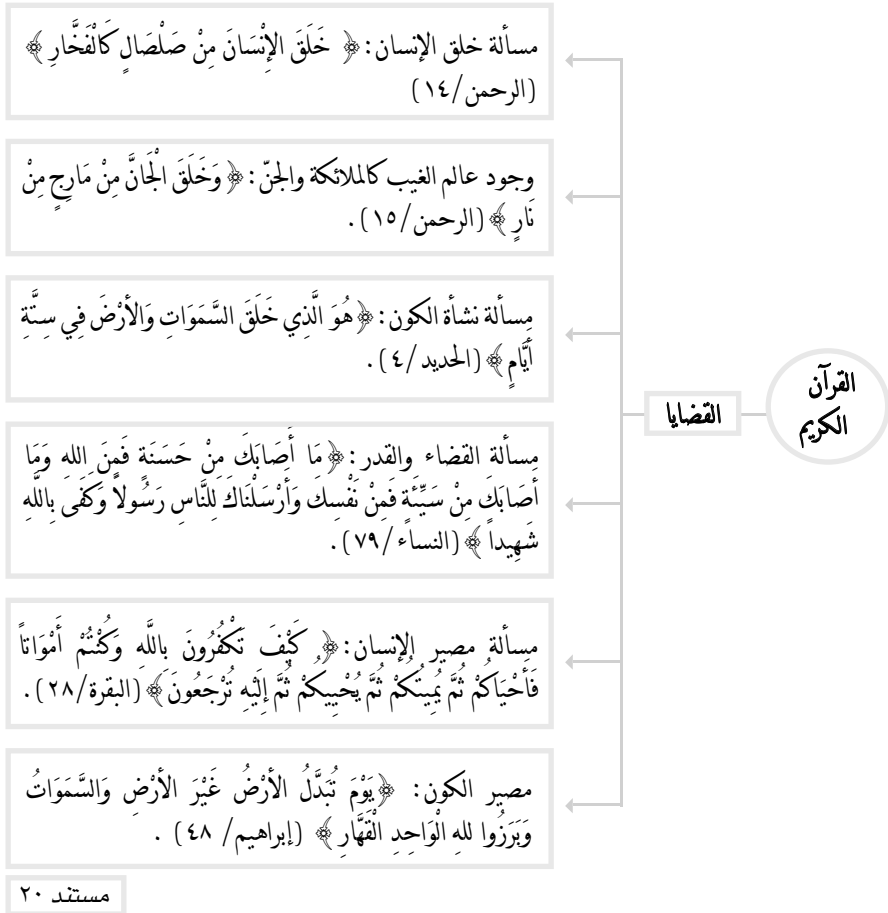 القرآن
الكريم
القضايا
مسألة خلق الإنسان: ﴿ خَلَقَ الإِنْسَانَ مِنْ صَلْصَالٍ كَالْفَخَّارِ ﴾
(الرحمن/١٤)
وجود عالم الغيب كالملائكة والجنّ: ﴿ وَخَلَقَ الْجَانَّ مِنْ مَارِجٍ مِنْ
نَارٍ ﴾ (الرحمن/١٥).
مسألة نشأة الكون: ﴿ هُوَ الَّذِي خَلَقَ السَّمَوَاتِ وَالأَرْضَ فِي سِتَّةِ
أَيَّامٍ ﴾ (الحديد/٤).
مسألة القضاء والقدر: ﴿ مَا أَصَابَكَ مِنْ حَسَنَةٍ فَمِنَ اللهِ وَمَا
أَصَابَكَ مِنْ سَيِّئَةٍ فَمِنْ نَفْسِكَ وَأَرْسَلْنَاكَ لِلنَّاسِ رَسُولاً وَكَفَى بِاللَّهِ
شَهِيداً ﴾ (النساء/٧٩).
مسألة مصير الإنسان: ﴿ كَيْفَ تَكْفُرُونَ بِاللَّهِ وَكُنْتُمْ أَمْوَاتاً
فَأَحْيَاكُمْ ثُمَّ يُمِيتُكُمْ ثُمَّ يُحْيِيكُمْ ثُمَّ إِلَيْهِ تُرْجَعُونَ ﴾ (البقرة/٢٨).
مصير الكون: ﴿ يَوْمَ تُبَدَّلُ الأَرْضُ غَيْرَ الأَرْضِ وَالسَّمَوَاتُ
وَبَرَزُوا للهِ الْوَاحِدِ الْقَهَّارِ ﴾ (إبراهيم/ ٤٨) .
مستند ٢٠